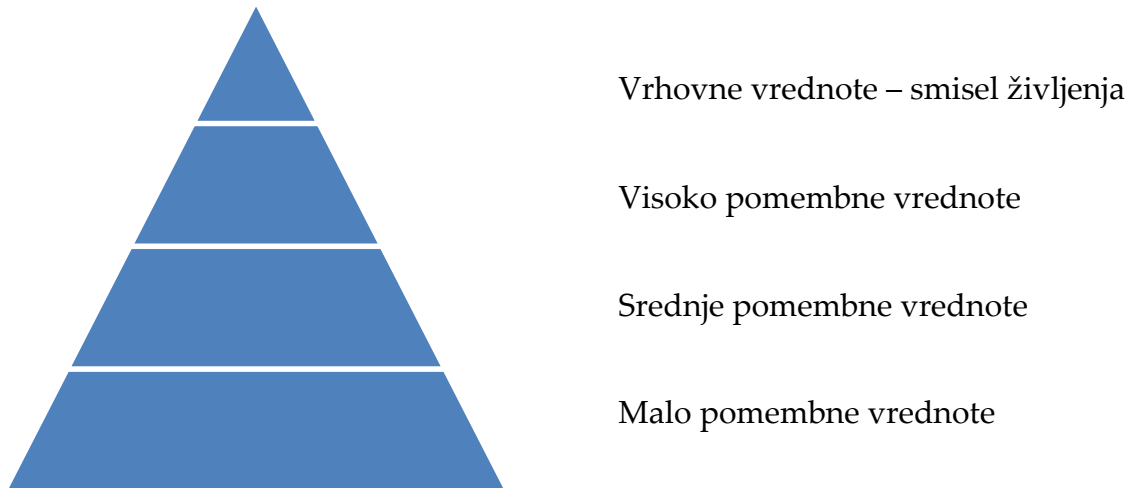 Vrhovne vrednote – smisel življenja
Visoko pomembne vrednote
Srednje pomembne vrednote
Malo pomembne vrednote